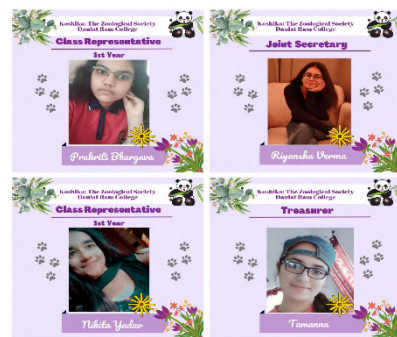 Koshika: The Zoological Society
Daulat Ram College
Class Representative
1st Year
Prakriti Bhargava
Koshika: The Zoological Society
Daulat Ram College
Joint Secretary
Riyansha Verma
Koshika: The Zoological Society
Daulat Ram College
Class Representative
1st Year
Nikita Yadav
Koshika: The Zoological Society
Daulat Ram College
Treasurer
Tamanna